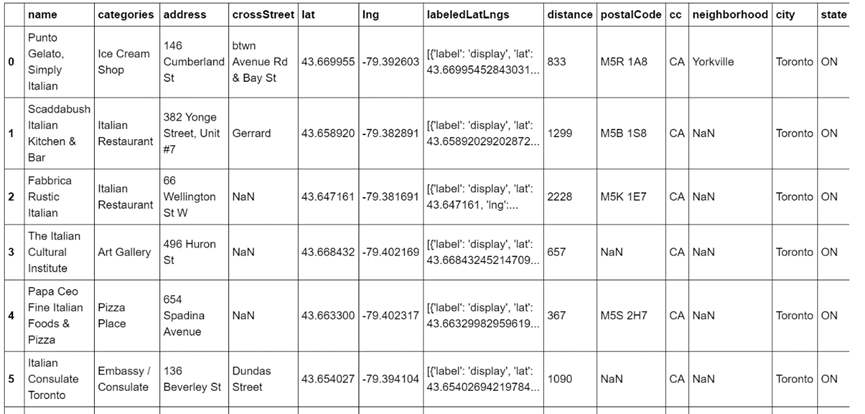 name categories address crossStreet lat lng labeledLatLngs distance postalCode cc neighborhood city state
0 Punto Gelato, Simply Italian Ice Cream Shop 146 Cumberland St btwn Avenue Rd & Bay St 43.669955 -79.392603 [{'label': 'display', 'lat': 43.66995452843031... 833 M5R 1A8 CA Yorkville Toronto ON
1 Scaddabush Italian Kitchen & Bar Italian Restaurant 382 Yonge Street, Unit #7 Gerrard 43.658920 -79.382891 [{'label': 'display', 'lat': 43.65892029202872... 1299 M5B 1S8 CA NaN Toronto ON
2 Fabbrica Rustic Italian Italian Restaurant 66 Wellington St W NaN 43.647161 -79.381691 [{'label': 'display', 'lat': 43.647161, 'lng':... 2228 M5K 1E7 CA NaN Toronto ON
3 The Italian Cultural Institute Art Gallery 496 Huron St NaN 43.668432 -79.402169 [{'label': 'display', 'lat': 43.66843245214709... 657 NaN CA NaN Toronto ON
4 Papa Ceo Fine Italian Foods & Pizza Pizza Place 654 Spadina Avenue NaN 43.663300 -79.402317 [{'label': 'display', 'lat': 43.66329982959619... 367 M5S 2H7 CA NaN Toronto ON
5 Italian Consulate Toronto Embassy / Consulate 136 Beverley St Dundas Street 43.654027 -79.394104 [{'label': 'display', 'lat': 43.65402694219784... 1090 NaN CA NaN Toronto ON